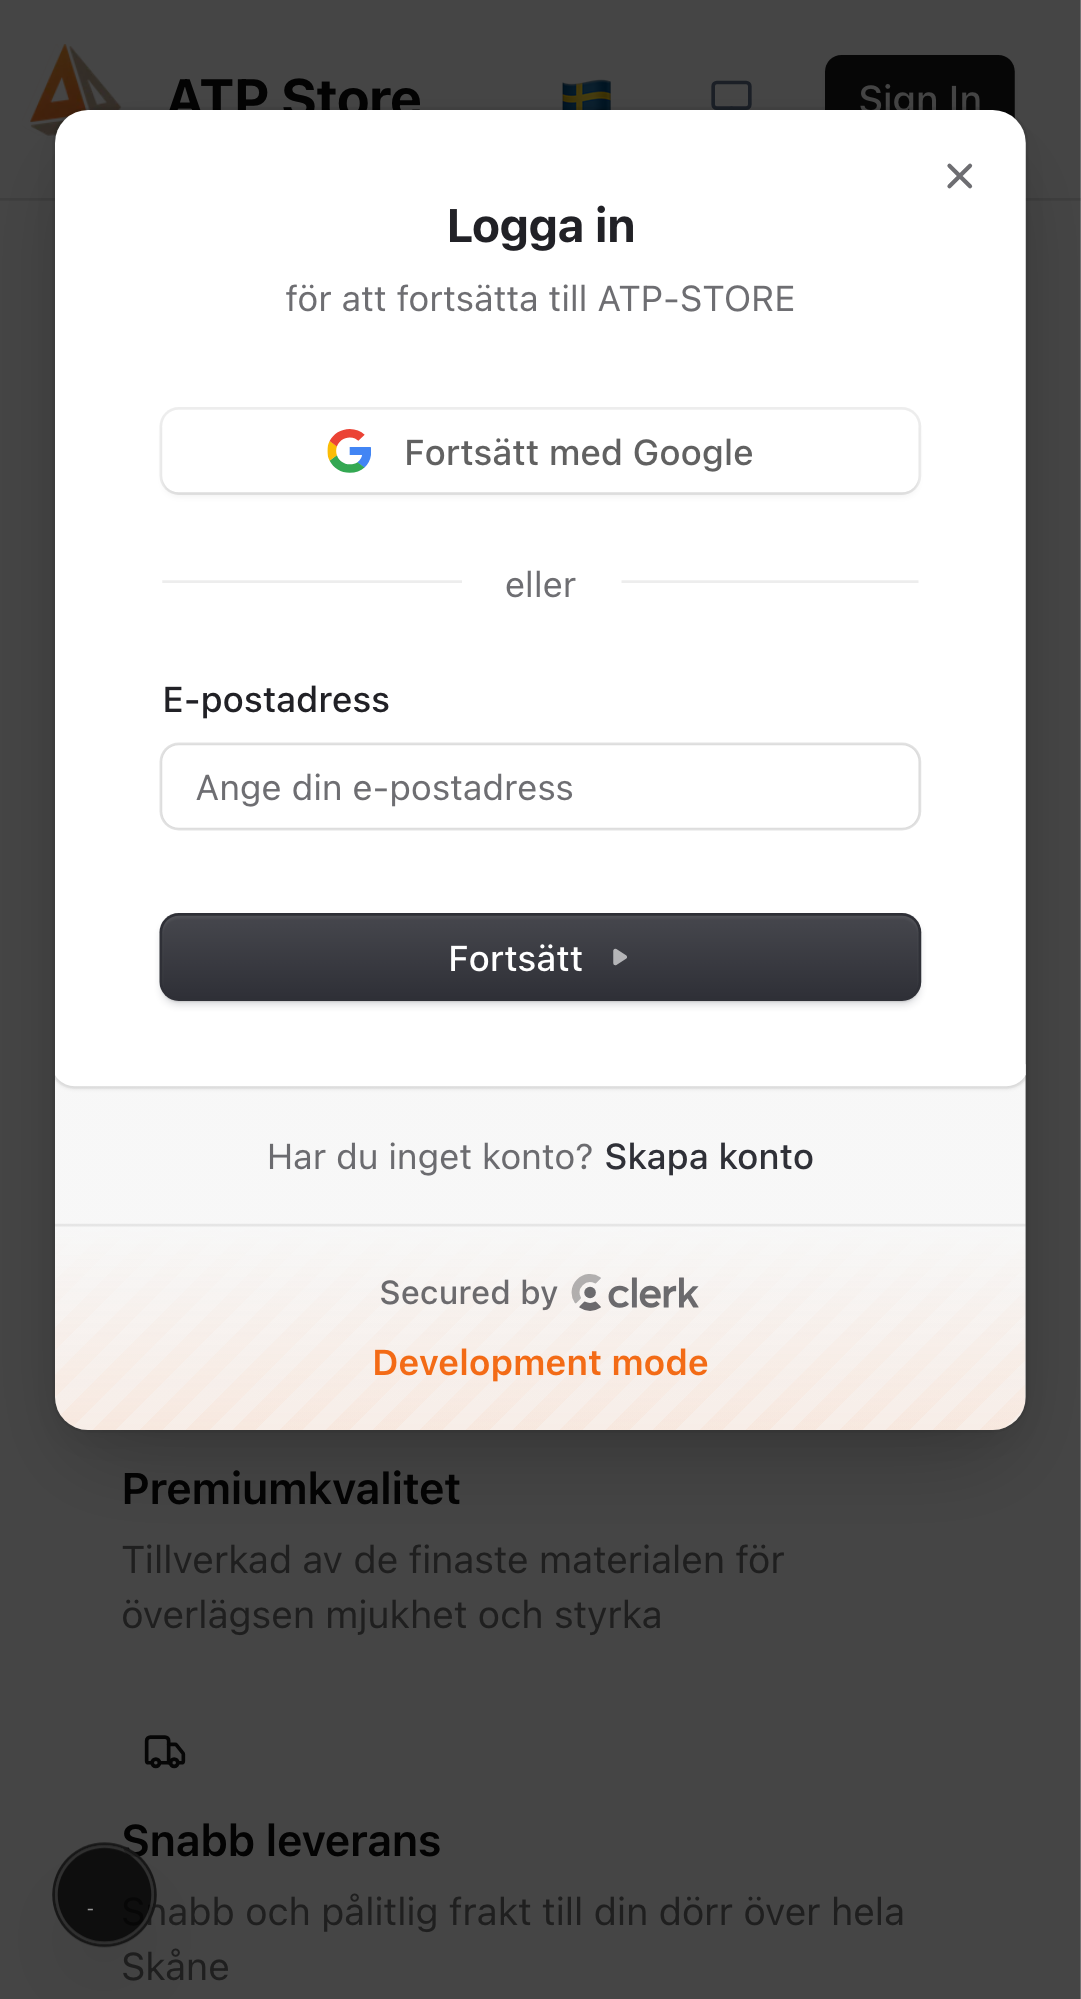 ATP Store
Sign In
Logga in
för att fortsätta till ATP-STORE
Fortsätt med Google
eller
E-postadress
Ange din e-postadress
Fortsätt
Har du inget konto? Skapa konto
Secured by clerk
Development mode
Premiumkvalitet
Tillverkad av de finaste materialen för
överlägsen mjukhet och styrka
Snabb leverans
Snabb och pålitlig frakt till din dörr över hela
Skåne